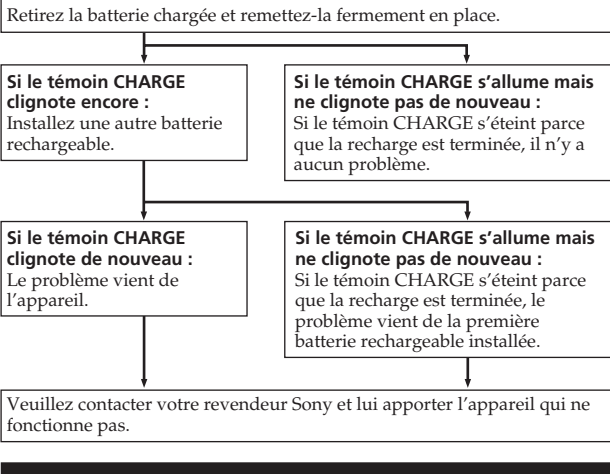 Retirez la batterie chargée et remettez-la fermement en place.
Si le témoin CHARGE
clignote encore :
Installez une autre batterie
rechargeable.
Si le témoin CHARGE s’allume mais
ne clignote pas de nouveau :
Si le témoin CHARGE s’éteint parce
que la recharge est terminée, il n’y a
aucun problème.
Si le témoin CHARGE
clignote de nouveau :
Le problème vient de
l’appareil.
Si le témoin CHARGE s’allume mais
ne clignote pas de nouveau :
Si le témoin CHARGE s’éteint parce
que la recharge est terminée, le
problème vient de la première
batterie rechargeable installée.
Veuillez contacter votre revendeur Sony et lui apporter l’appareil qui ne
fonctionne pas.